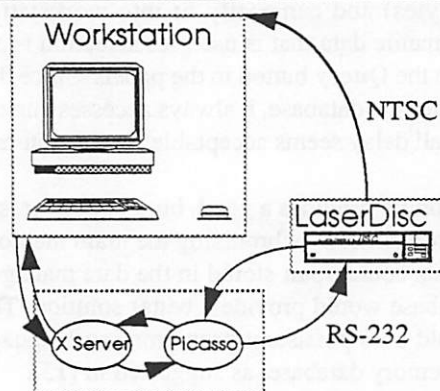 Workstation
NTSC
LaserDisc
X Server
Picasso
RS-232